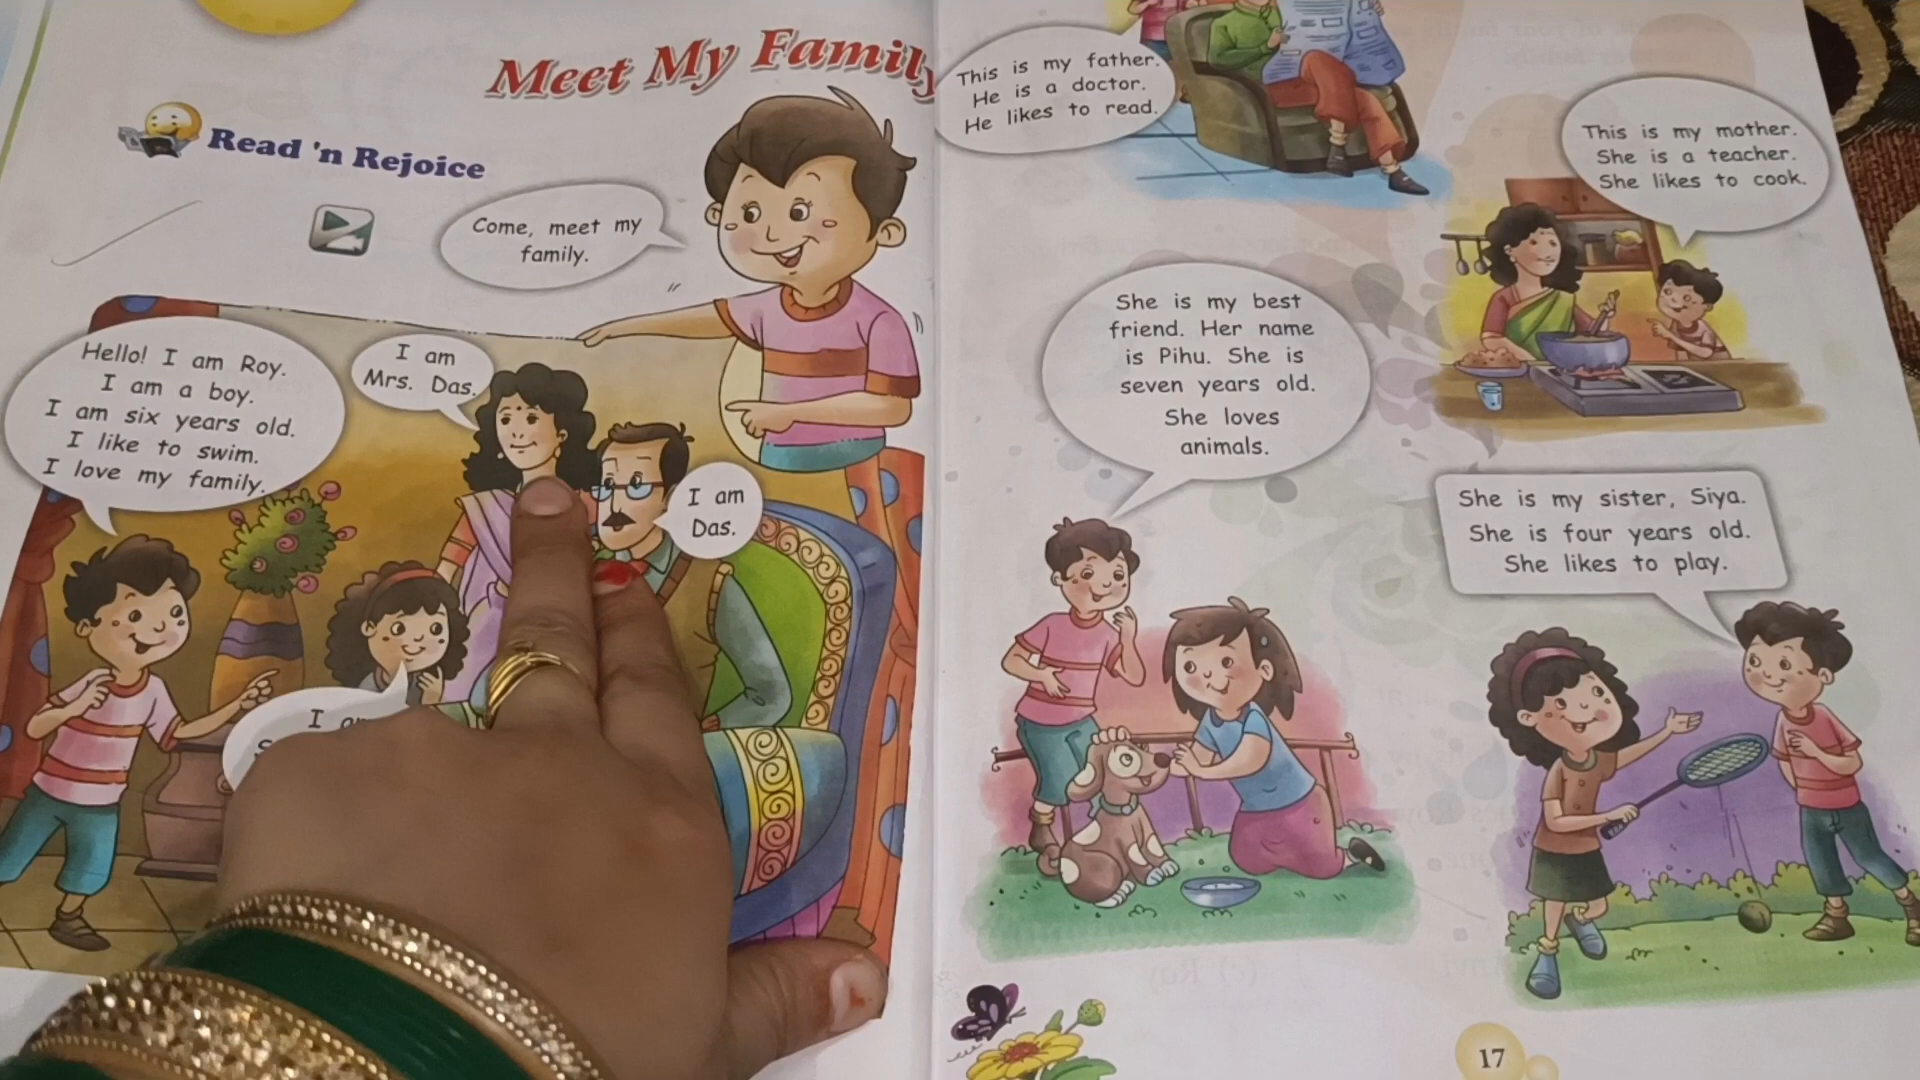 Meet My Family
Read 'n Rejoice
Come, meet my
family.
Hello! I am Roy.
I am a boy.
I am six years old.
I like to swim.
I love my family.
I am
Mrs. Das.
I am
Das.
I
This is my father.
He is a doctor.
He likes to read.
This is my mother.
She is a teacher.
She likes to cook.
She is my best
friend. Her name
is Pihu. She is
seven years old.
She loves
animals.
She is my sister, Siya.
She is four years old.
She likes to play.
17